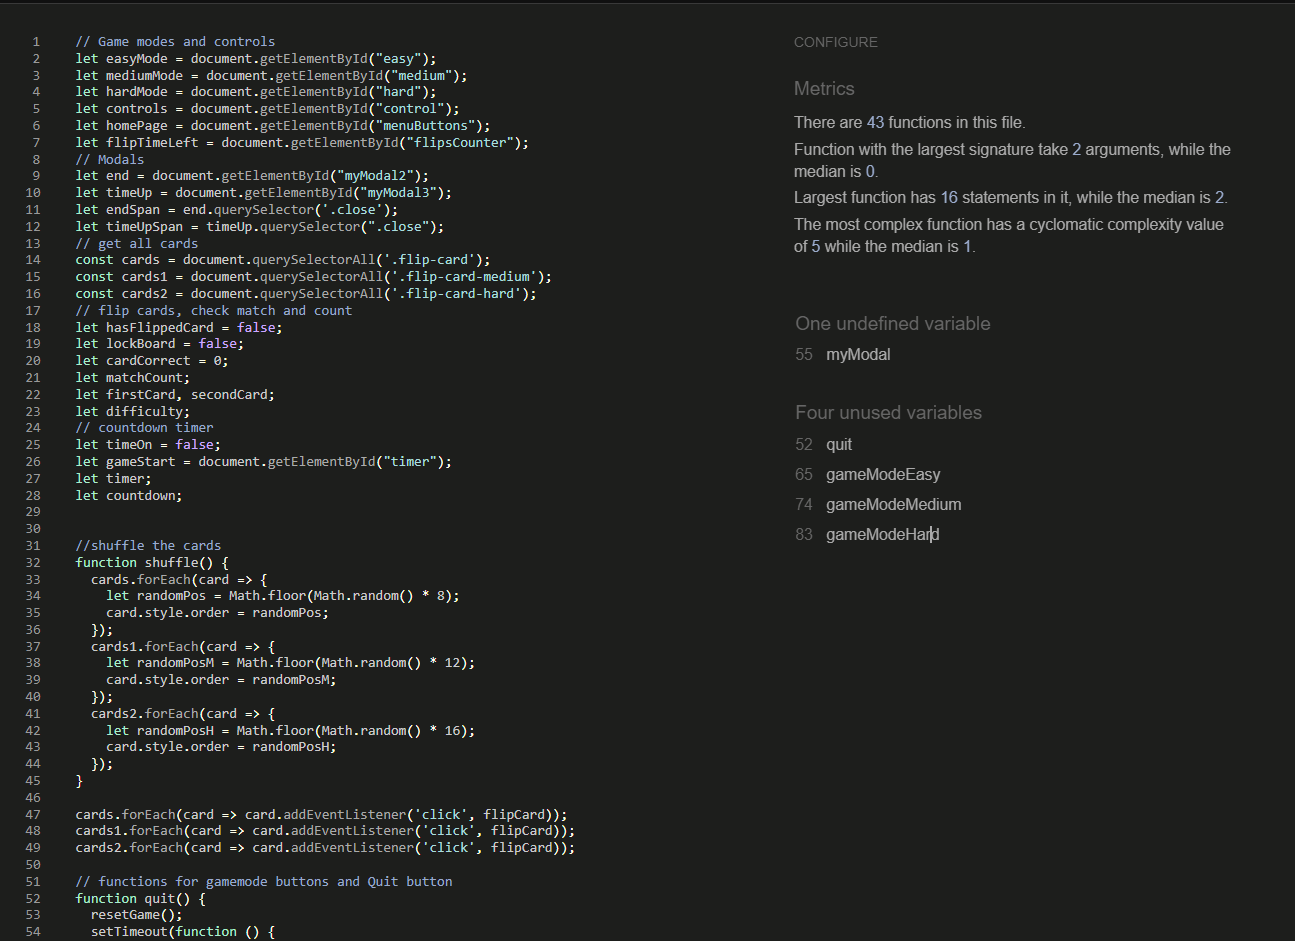 1 // Game modes and controls
2 let easyMode = document.getElementById("easy");
3 let mediumMode = document.getElementById("medium");
4 let hardMode = document.getElementById("hard");
5 let controls = document.getElementById("control");
6 let homePage = document.getElementById("menuButtons");
7 let flipTimeLeft = document.getElementById("flipsCounter");
8 // Modals
9 let end = document.getElementById("myModal2");
10 let timeUp = document.getElementById("myModal3");
11 let endSpan = end.querySelector('.close');
12 let timeUpSpan = timeUp.querySelector(".close");
13 // get all cards
14 const cards = document.querySelectorAll('.flip-card');
15 const cards1 = document.querySelectorAll('.flip-card-medium');
16 const cards2 = document.querySelectorAll('.flip-card-hard');
17 // flip cards, check match and count
18 let hasFlippedCard = false;
19 let lockBoard = false;
20 let cardCorrect = 0;
21 let matchCount;
22 let firstCard, secondCard;
23 let difficulty;
24 // countdown timer
25 let timeOn = false;
26 let gameStart = document.getElementById("timer");
27 let timer;
28 let countdown;
29
30
31 //shuffle the cards
32 function shuffle() {
33 cards.forEach(card => {
34 let randomPos = Math.floor(Math.random() * 8);
35 card.style.order = randomPos;
36 });
37 cards1.forEach(card => {
38 let randomPosM = Math.floor(Math.random() * 12);
39 card.style.order = randomPosM;
40 });
41 cards2.forEach(card => {
42 let randomPosH = Math.floor(Math.random() * 16);
43 card.style.order = randomPosH;
44 });
45 }
46
47 cards.forEach(card => card.addEventListener('click', flipCard));
48 cards1.forEach(card => card.addEventListener('click', flipCard));
49 cards2.forEach(card => card.addEventListener('click', flipCard));
50
51 // functions for gamemode buttons and Quit button
52 function quit() {
53 resetGame();
54 setTimeout(function () {
CONFIGURE
Metrics
There are 43 functions in this file.
Function with the largest signature take 2 arguments, while the
median is 0.
Largest function has 16 statements in it, while the median is 2.
The most complex function has a cyclomatic complexity value
of 5 while the median is 1.
One undefined variable
55 myModal
Four unused variables
52 quit
65 gameModeEasy
74 gameModeMedium
83 gameModeHard